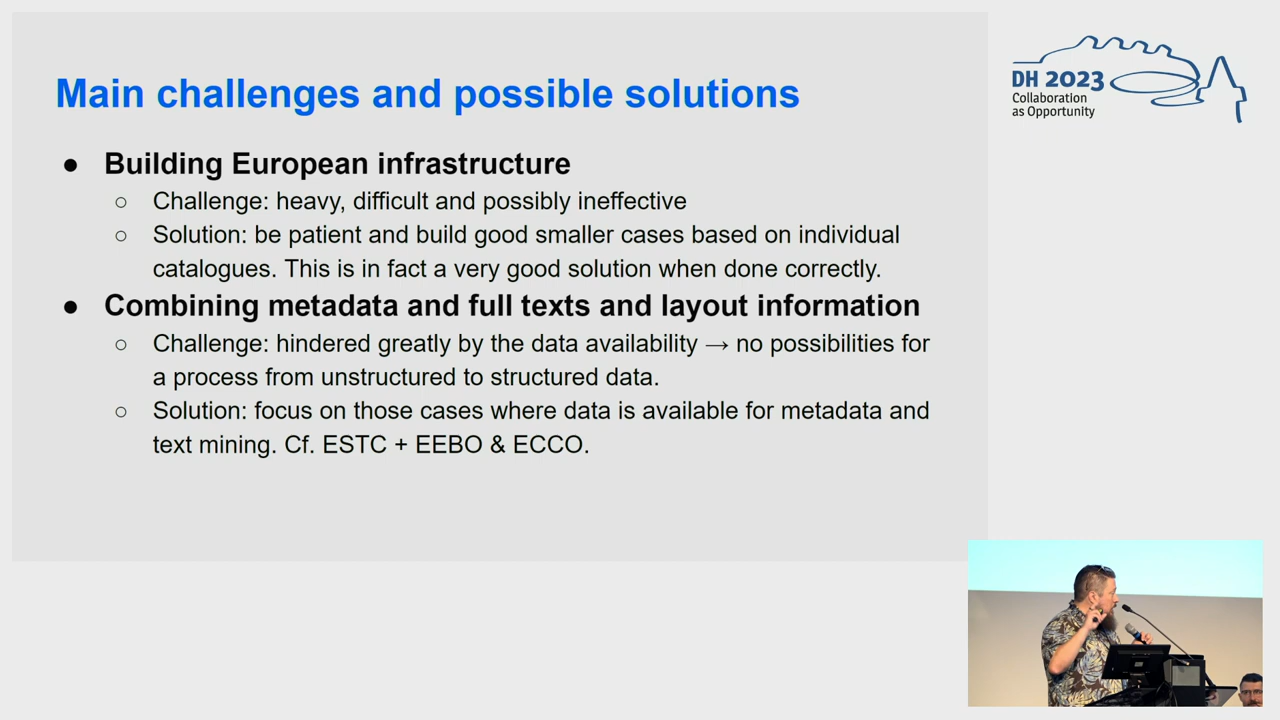 Main challenges and possible solutions
● Building European infrastructure
○ Challenge: heavy, difficult and possibly ineffective
○ Solution: be patient and build good smaller cases based on individual
catalogues. This is in fact a very good solution when done correctly.
● Combining metadata and full texts and layout information
○ Challenge: hindered greatly by the data availability → no possibilities for
a process from unstructured to structured data.
○ Solution: focus on those cases where data is available for metadata and
text mining. Cf. ESTC + EEBO & ECCO.
DH 2023
Collaboration
as Opportunity